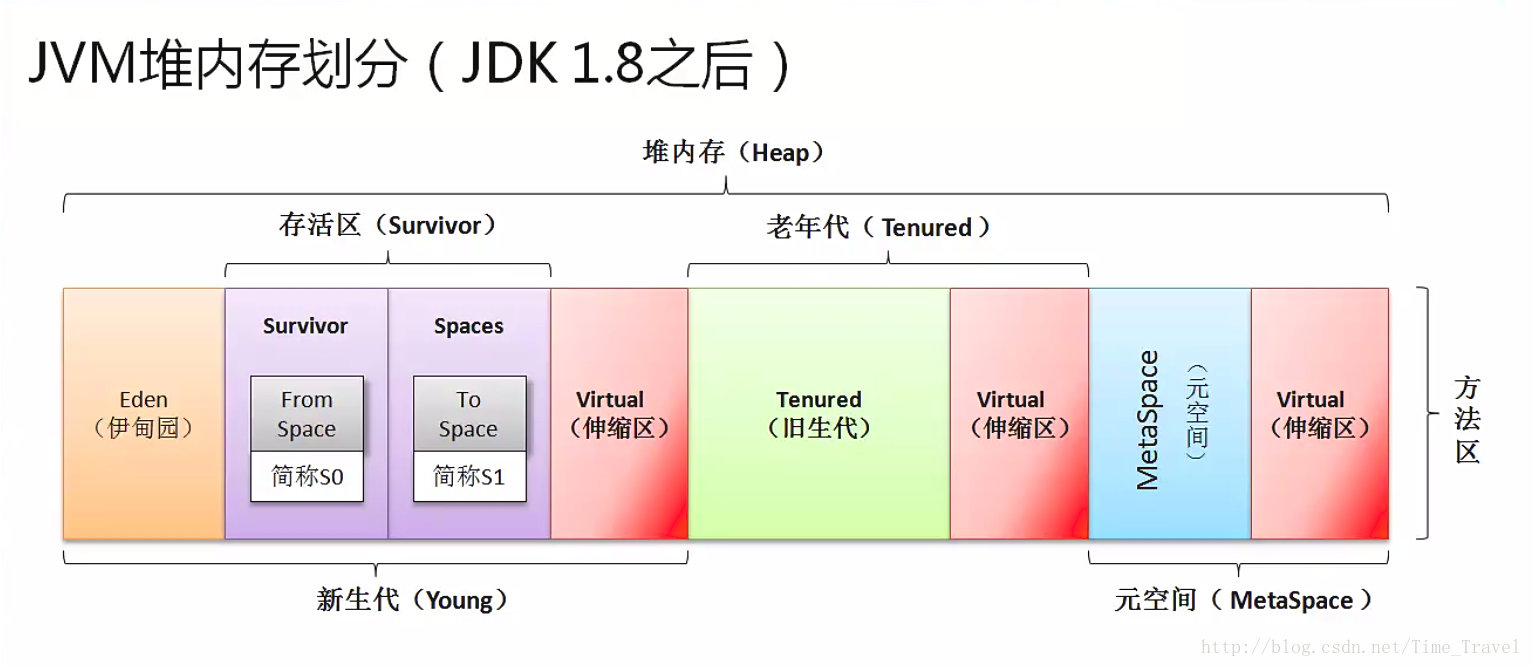 JVM堆内存划分（JDK 1.8之后）
堆内存（Heap）
存活区（Survivor）
老年代（Tenured）
Eden
（伊甸园）
Survivor
From
Space
简称S0
Spaces
To
Space
简称S1
Virtual
（伸缩区）
Tenured
（旧生代）
Virtual
（伸缩区）
MetaSpace
（元空间）
Virtual
（伸缩区）
方法区
新生代（Young）
元空间（MetaSpace）
http://blog.csdn.net/Time_Travel